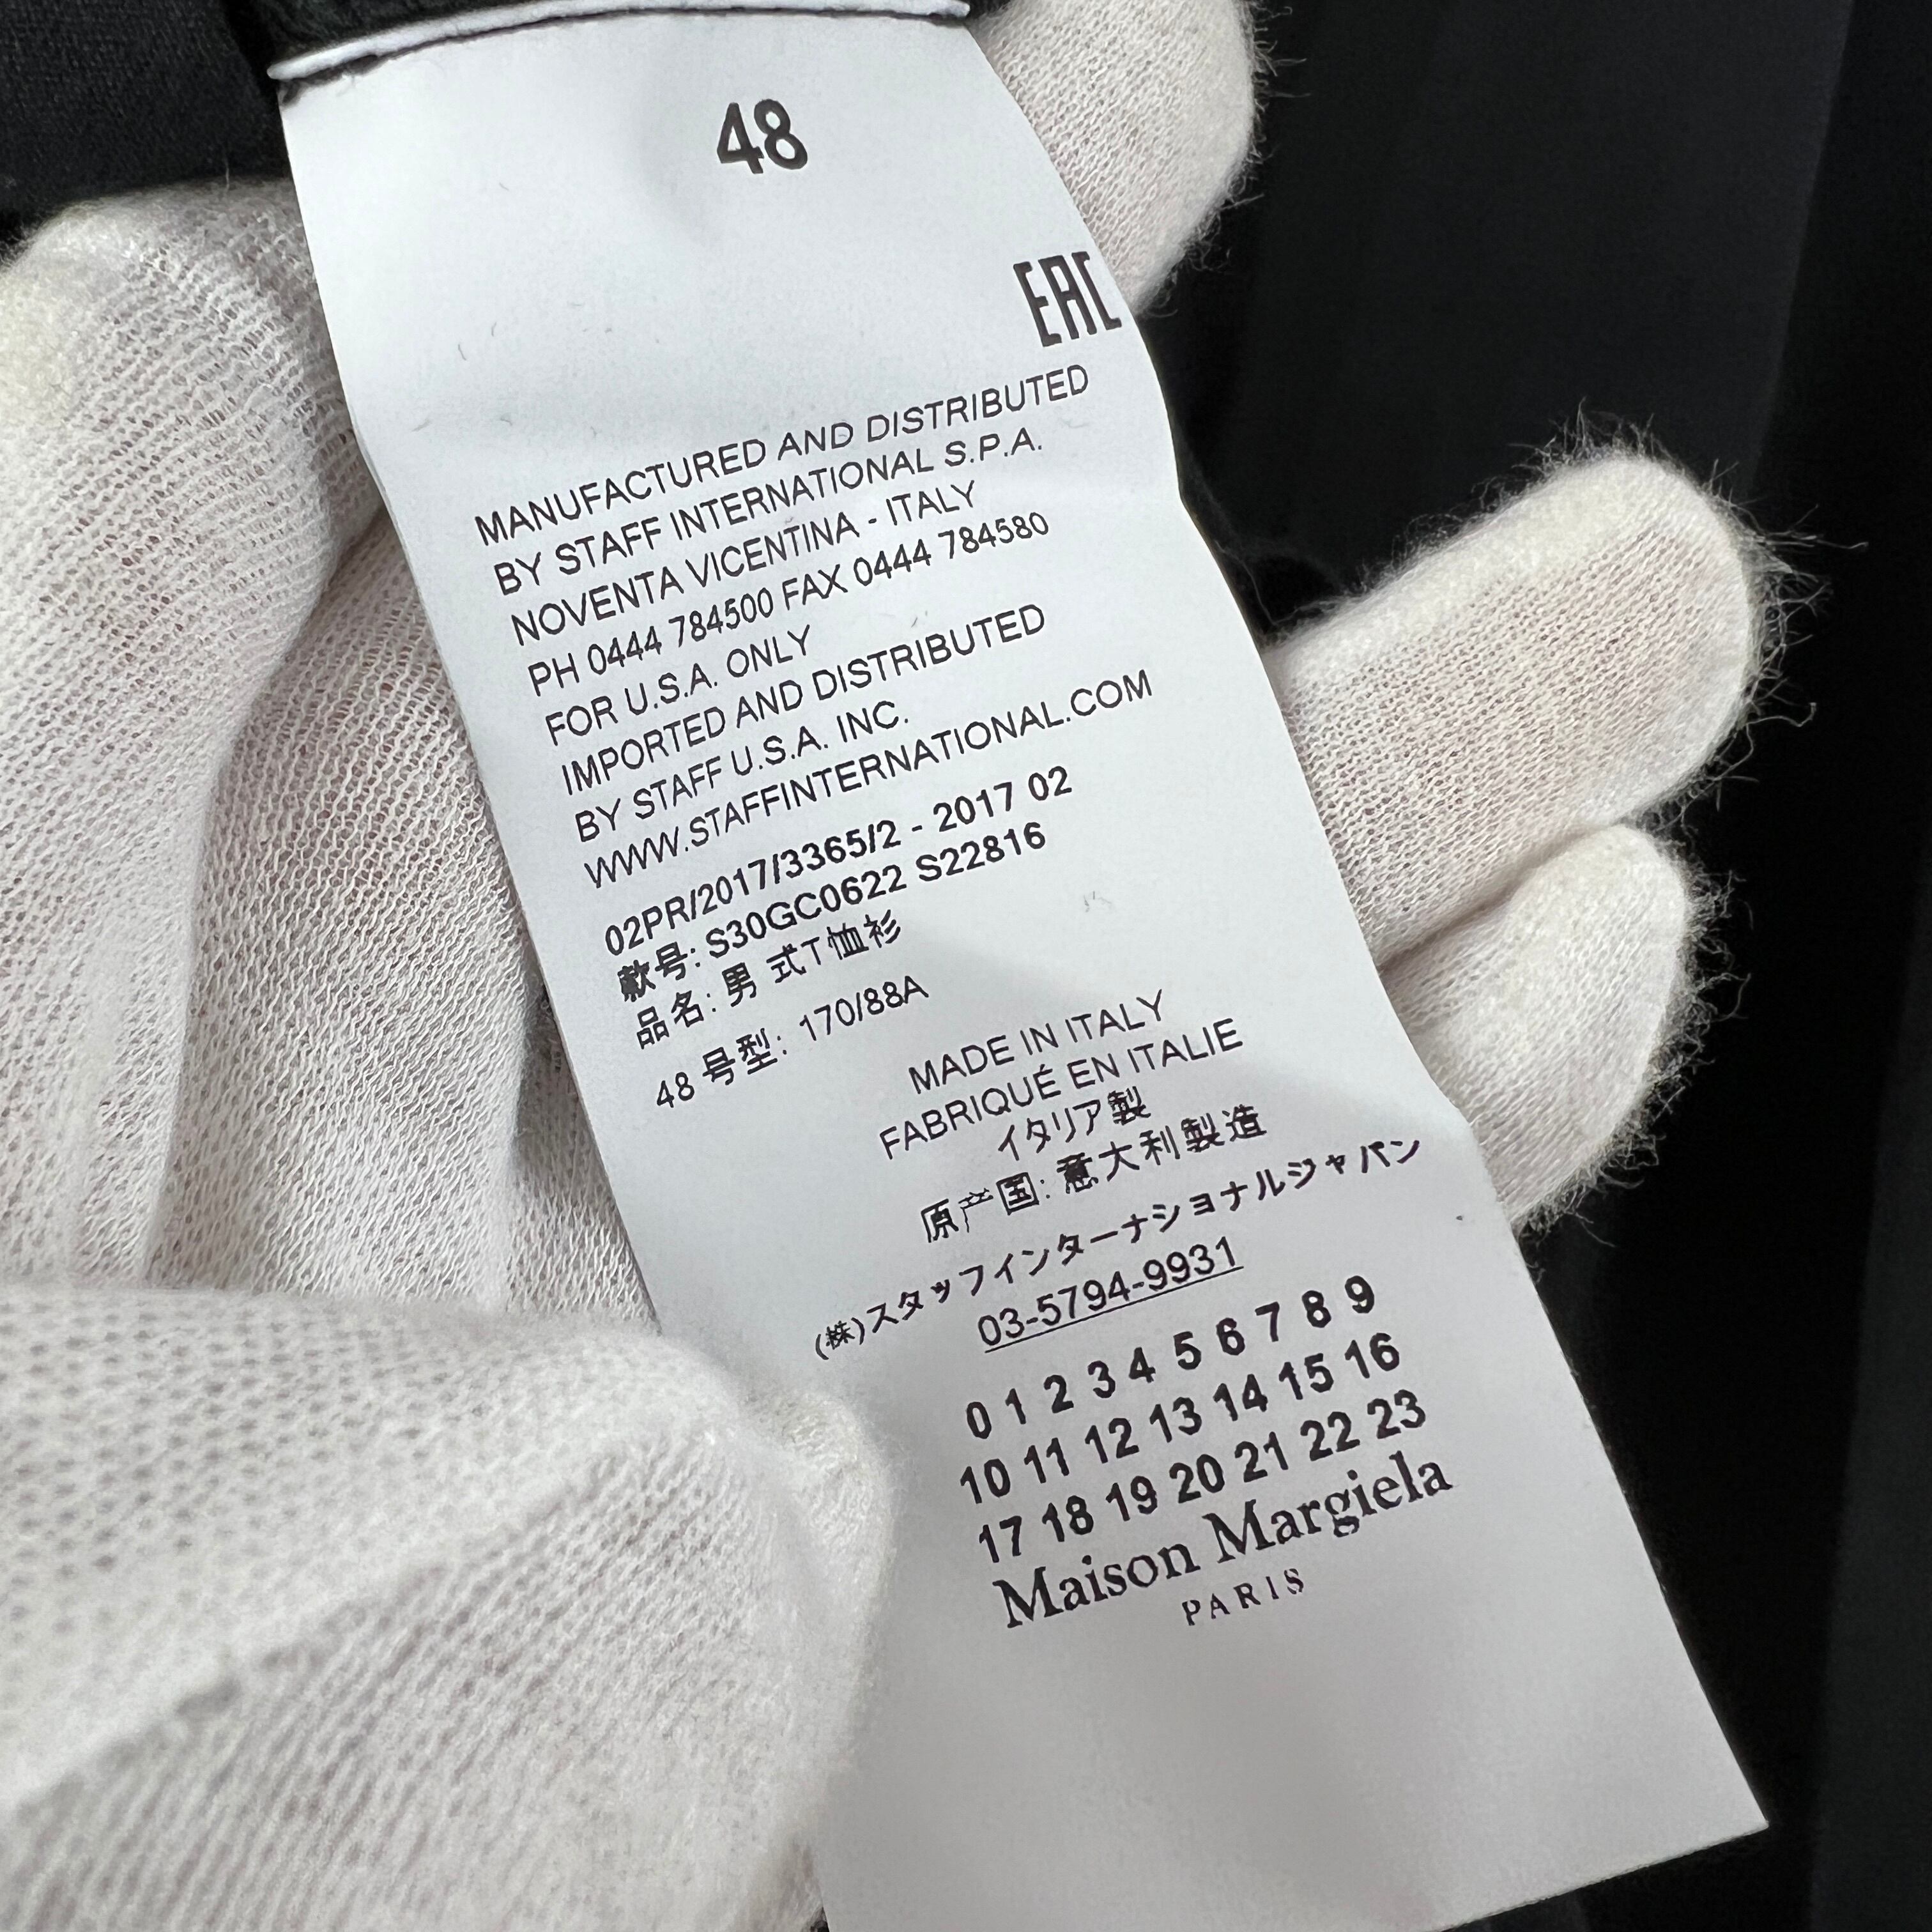 48
EAC
MANUFACTURED AND DISTRIBUTED
BY STAFF INTERNATIONAL S.P.A.
NOVENTA VICENTINA - ITALY
PH 0444 784500 FAX 0444 784580
FOR U.S.A. ONLY
IMPORTED AND DISTRIBUTED
BY STAFF U.S.A. INC.
WWW.STAFFINTERNATIONAL.COM
02PR/2017/3365/2 - 2017 02
款号: S30GC0622 S22816
品名: 男 式T恤衫
48 号型: 170/88A
MADE IN ITALY
FABRIQUÉ EN ITALIE
イタリア製
原产国: 意大利製造
(株)スタッフインターナショナルジャパン
03-5794-9931
0 1 2 3 4 5 6 7 8 9
10 11 12 13 14 15 16
17 18 19 20 21 22 23
Maison Margiela
PARIS